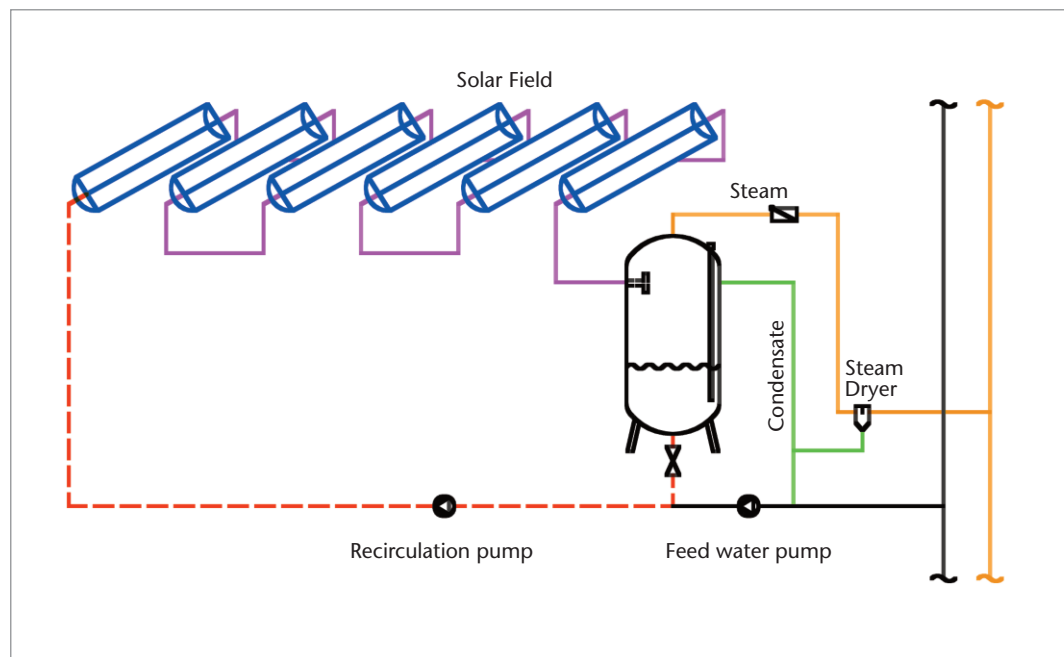 Solar Field
Steam
Condensate
Steam
Dryer
Recirculation pump
Feed water pump